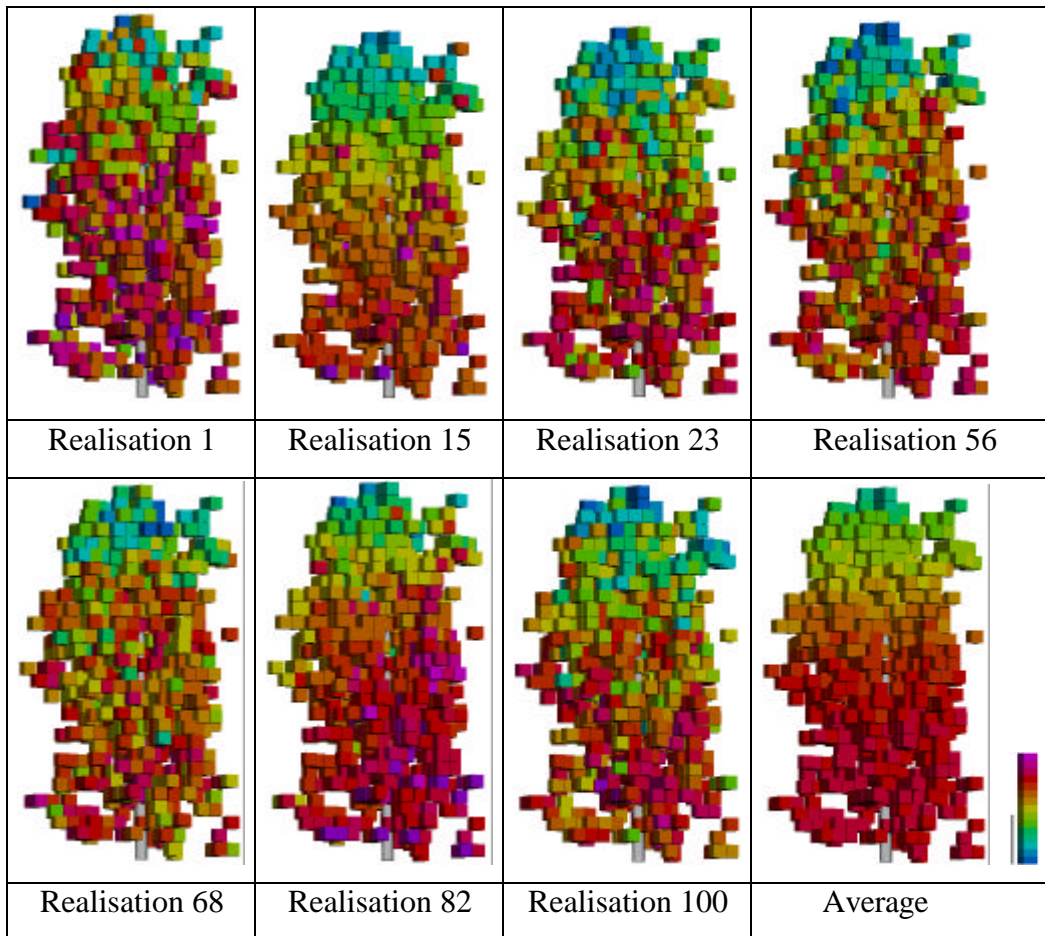 Realisation 1
Realisation 15
Realisation 23
Realisation 56
Realisation 68
Realisation 82
Realisation 100
Average